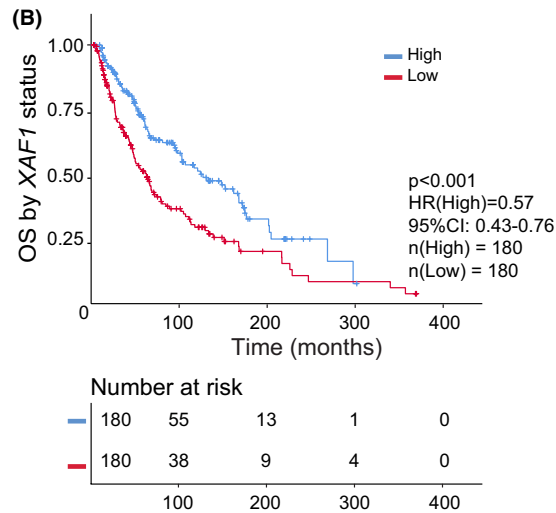 (B)
1.00
0.75
0.50
0.25
OS by XAF1 status
High
Low
p<0.001
HR(High)=0.57
95%CI: 0.43-0.76
n(High) = 180
n(Low) = 180
100 200 300 400
Time (months)
Number at risk
180 55 13 1 0
180 38 9 4 0
100 200 300 400